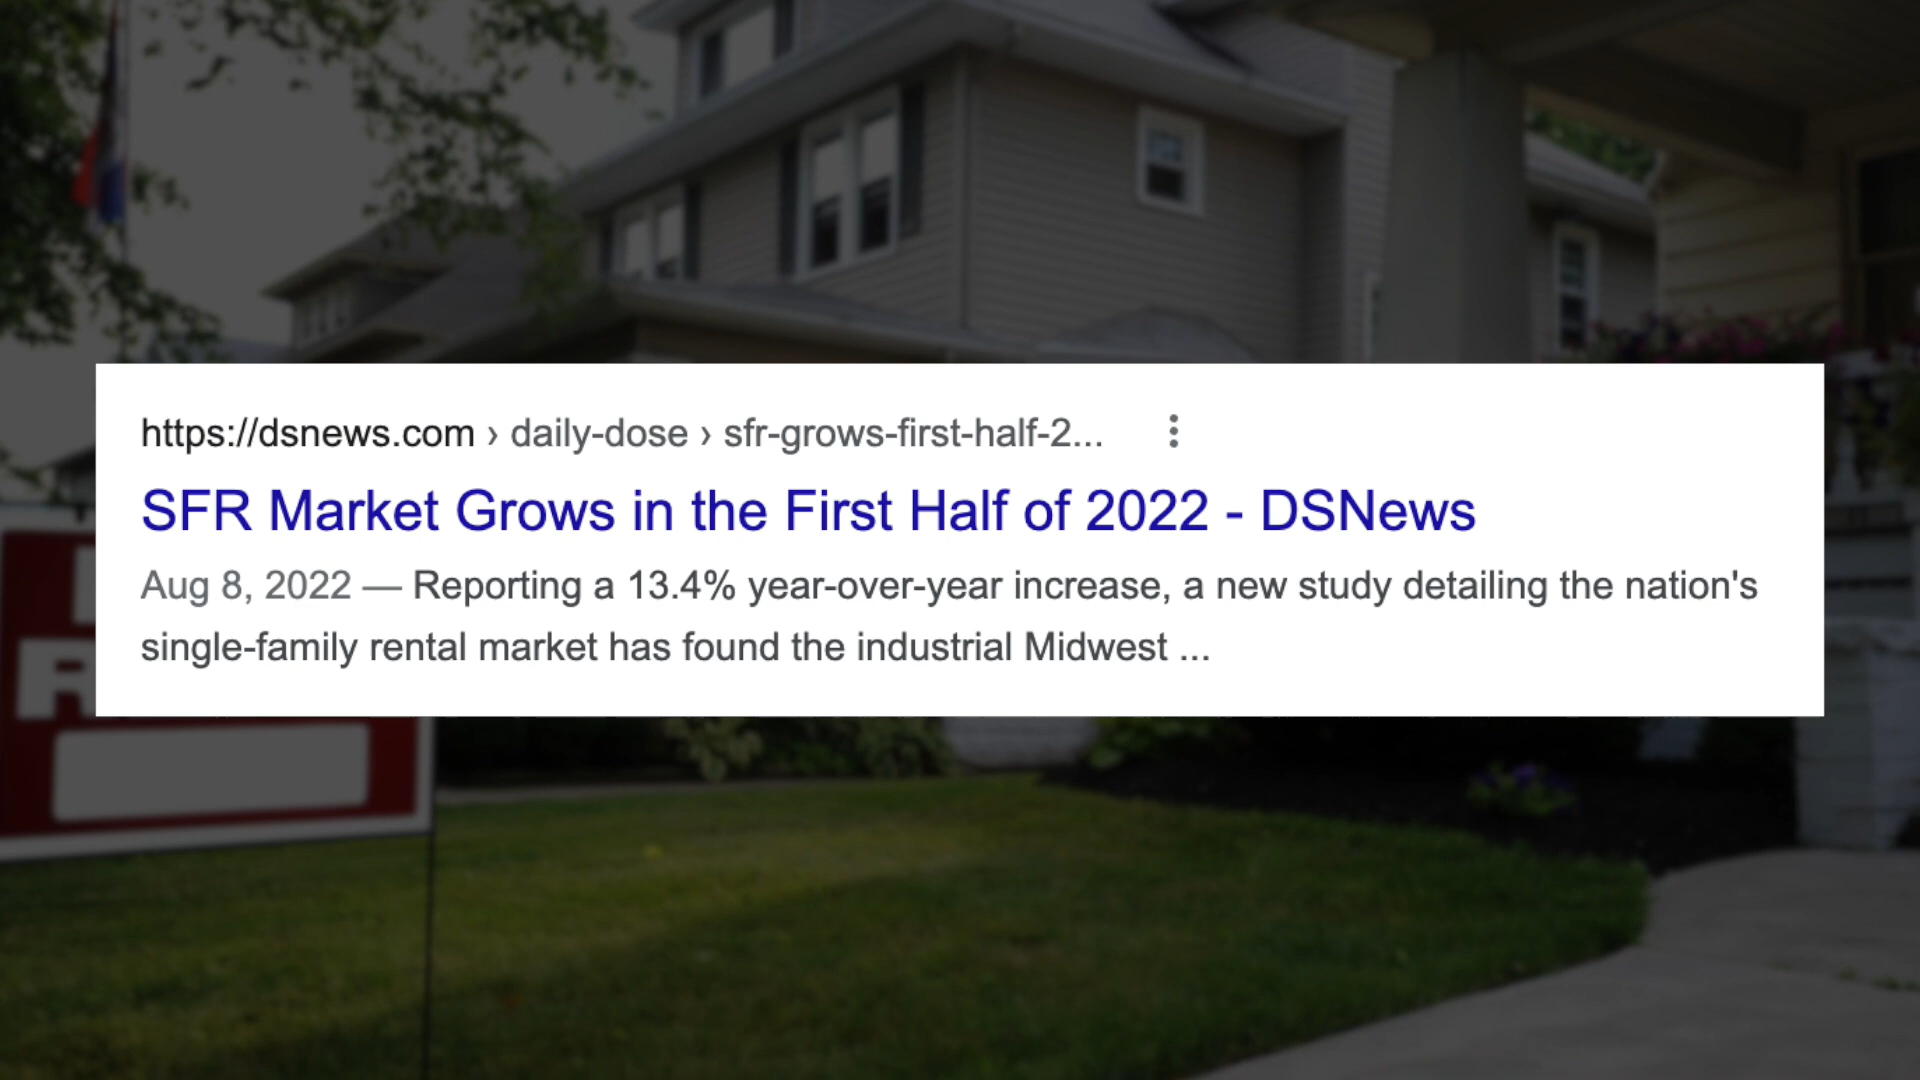 https://dsnews.com › daily-dose › sfr-grows-first-half-2...
SFR Market Grows in the First Half of 2022 - DSNews
Aug 8, 2022 — Reporting a 13.4% year-over-year increase, a new study detailing the nation's
single-family rental market has found the industrial Midwest ...
R